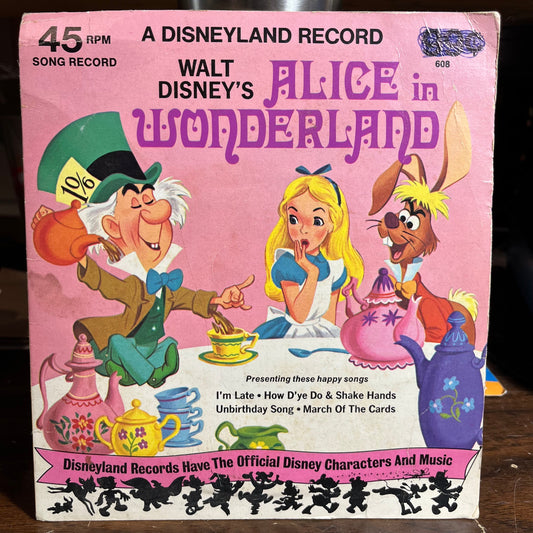 45 RPM
SONG RECORD
A DISNEYLAND RECORD
608
WALT
DISNEY'S
ALICE in
WONDERLAND
10/6
Presenting these happy songs
I'm Late • How D'ye Do & Shake Hands
Unbirthday Song • March Of The Cards
Disneyland Records Have The Official Disney Characters And Music